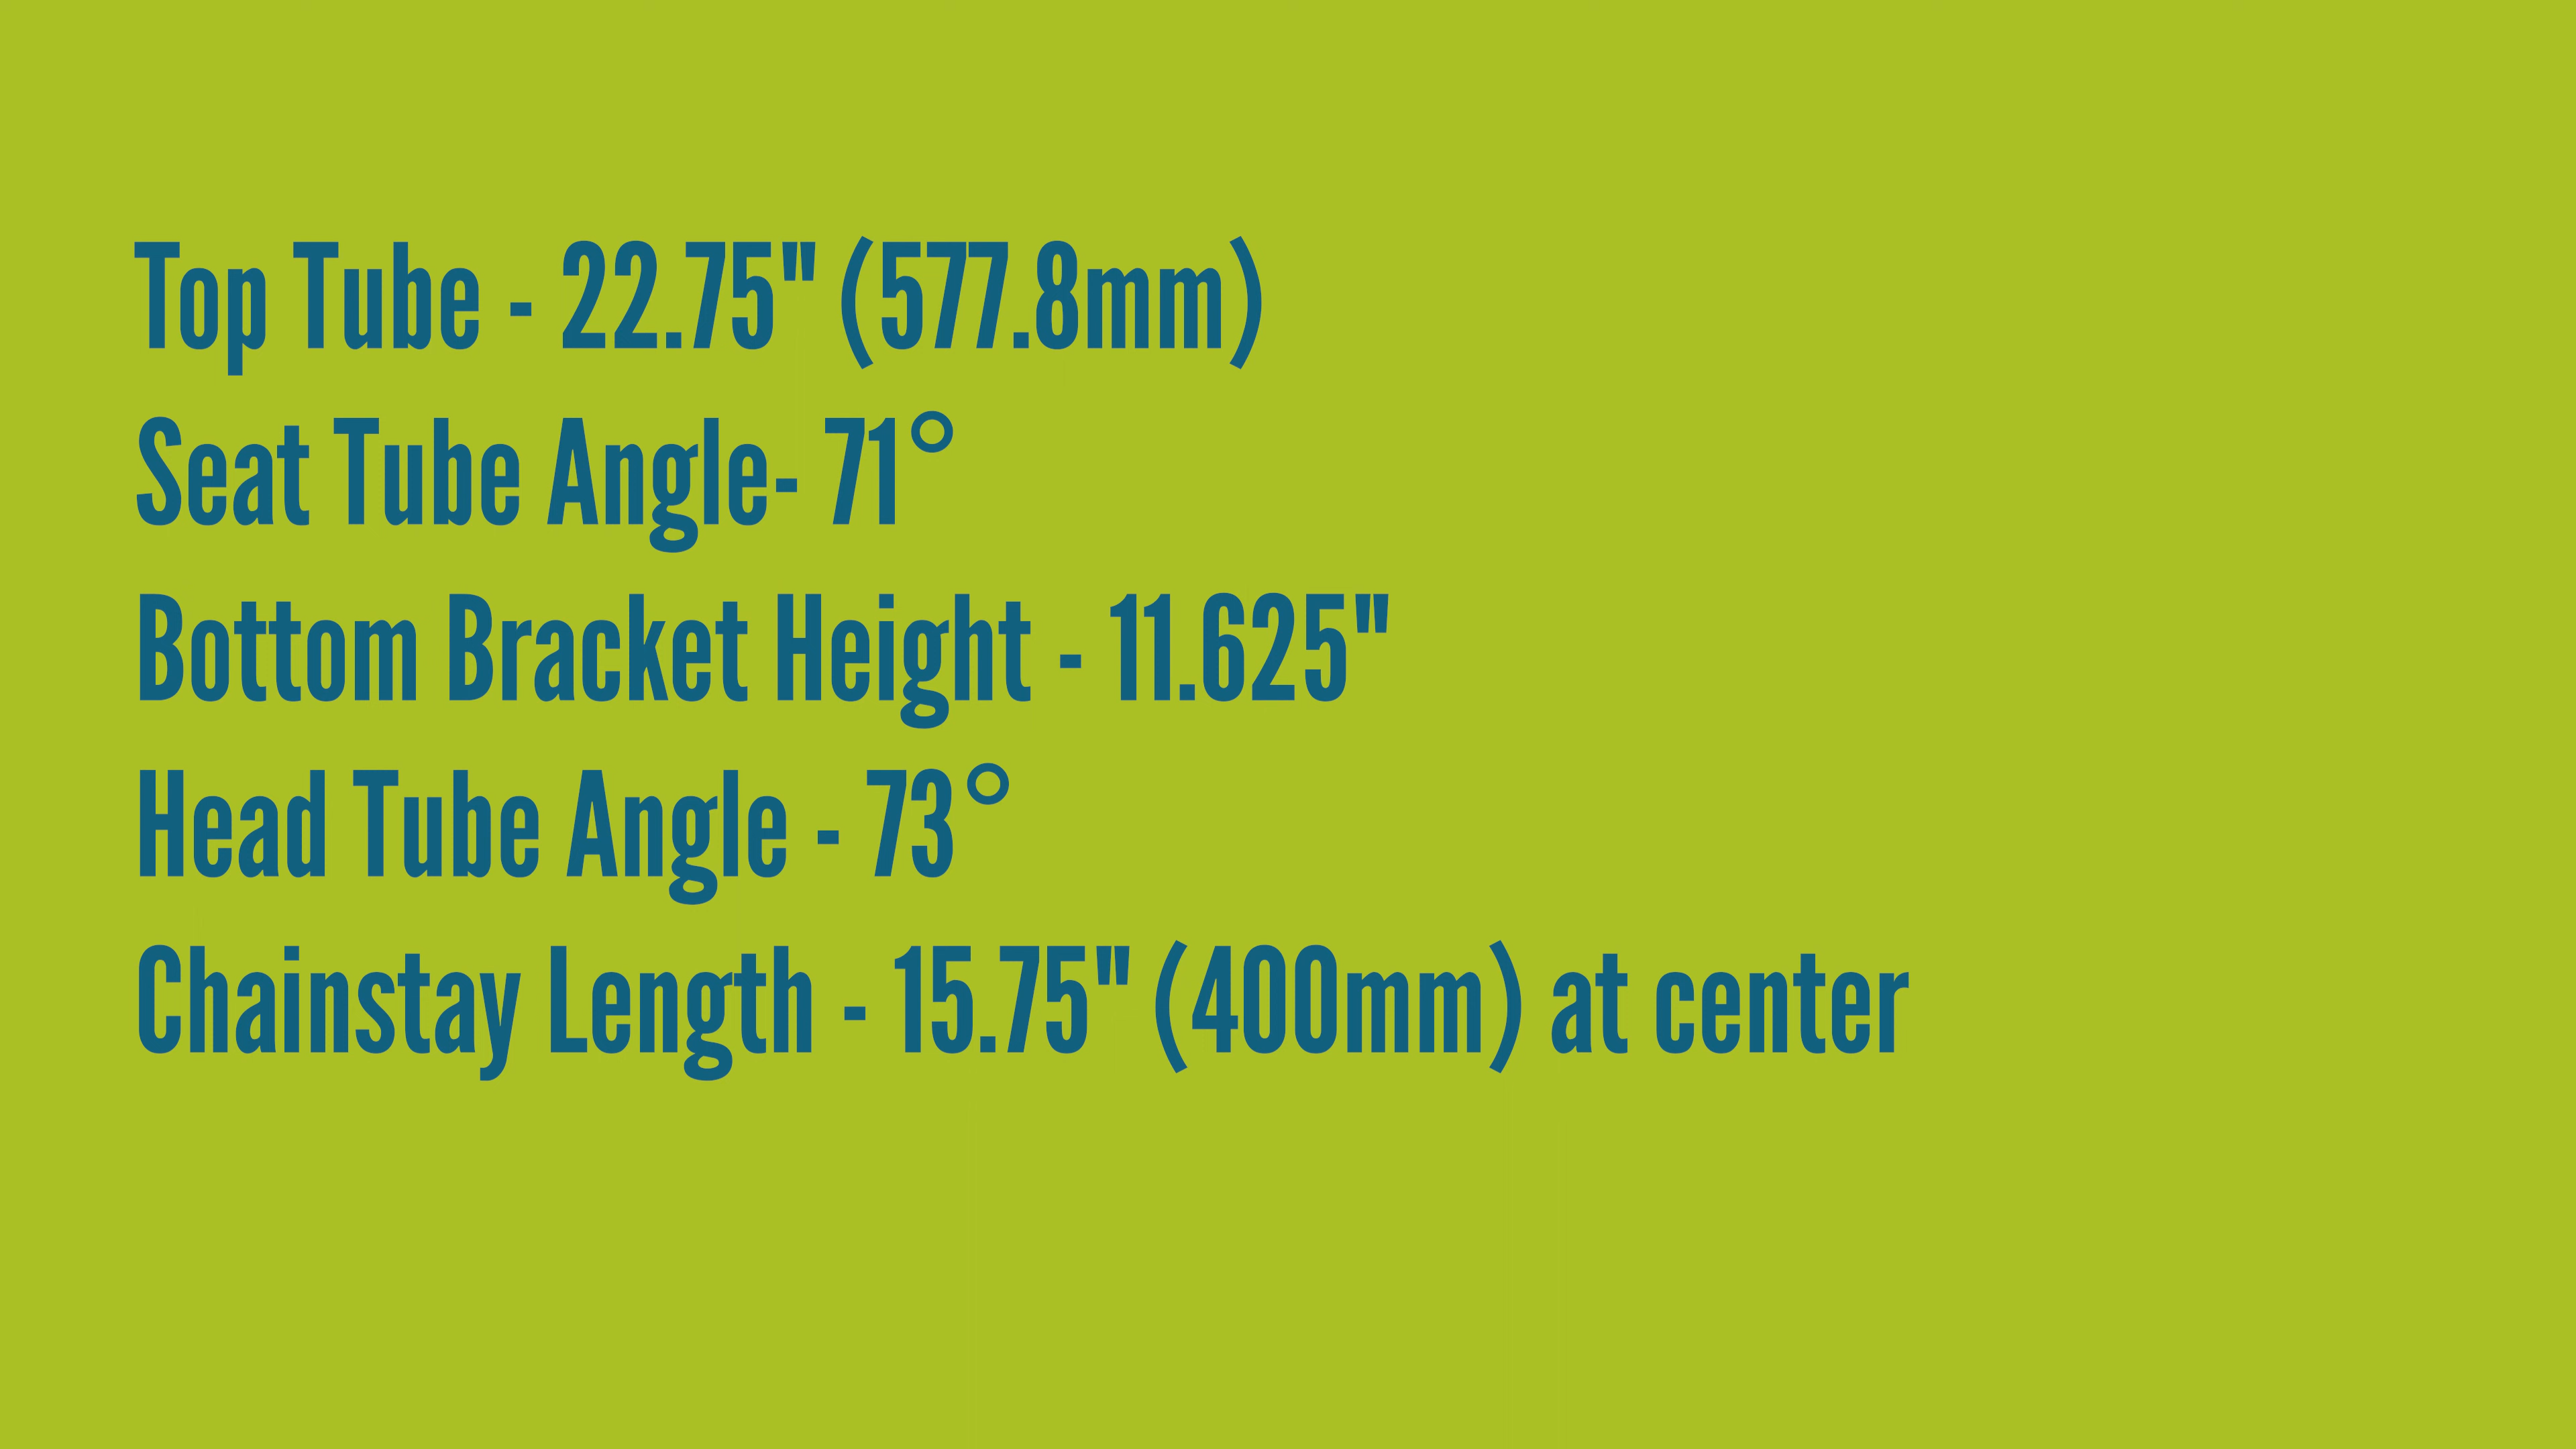 Top Tube - 22.75" (577.8mm)
Seat Tube Angle- 71°
Bottom Bracket Height - 11.625"
Head Tube Angle - 73°
Chainstay Length - 15.75" (400mm) at center